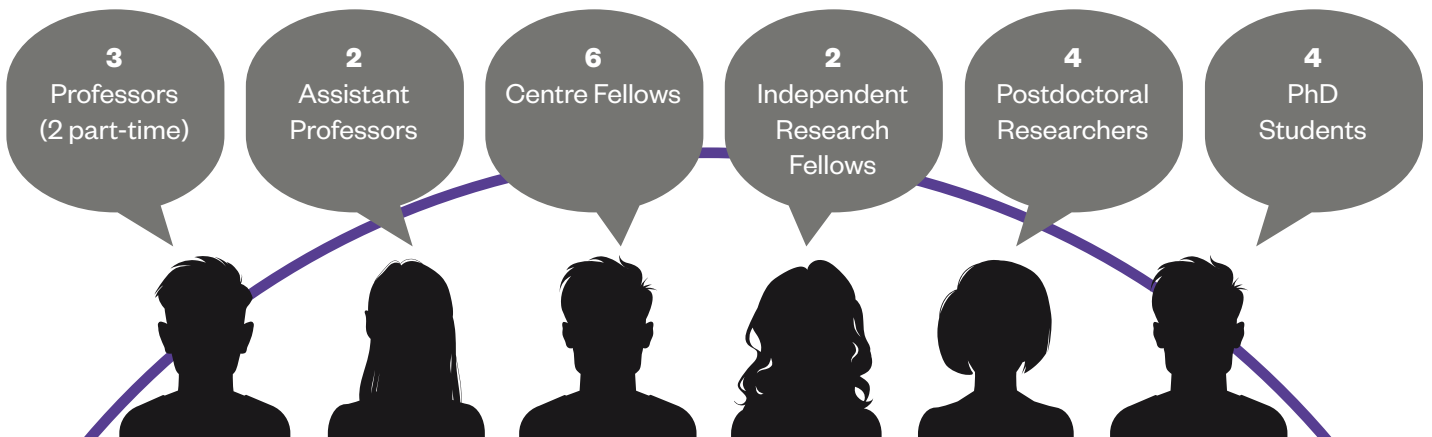 3
Professors
(2 part-time)
2
Assistant
Professors
6
Centre Fellows
2
Independent
Research
Fellows
4
Postdoctoral
Researchers
4
PhD
Students